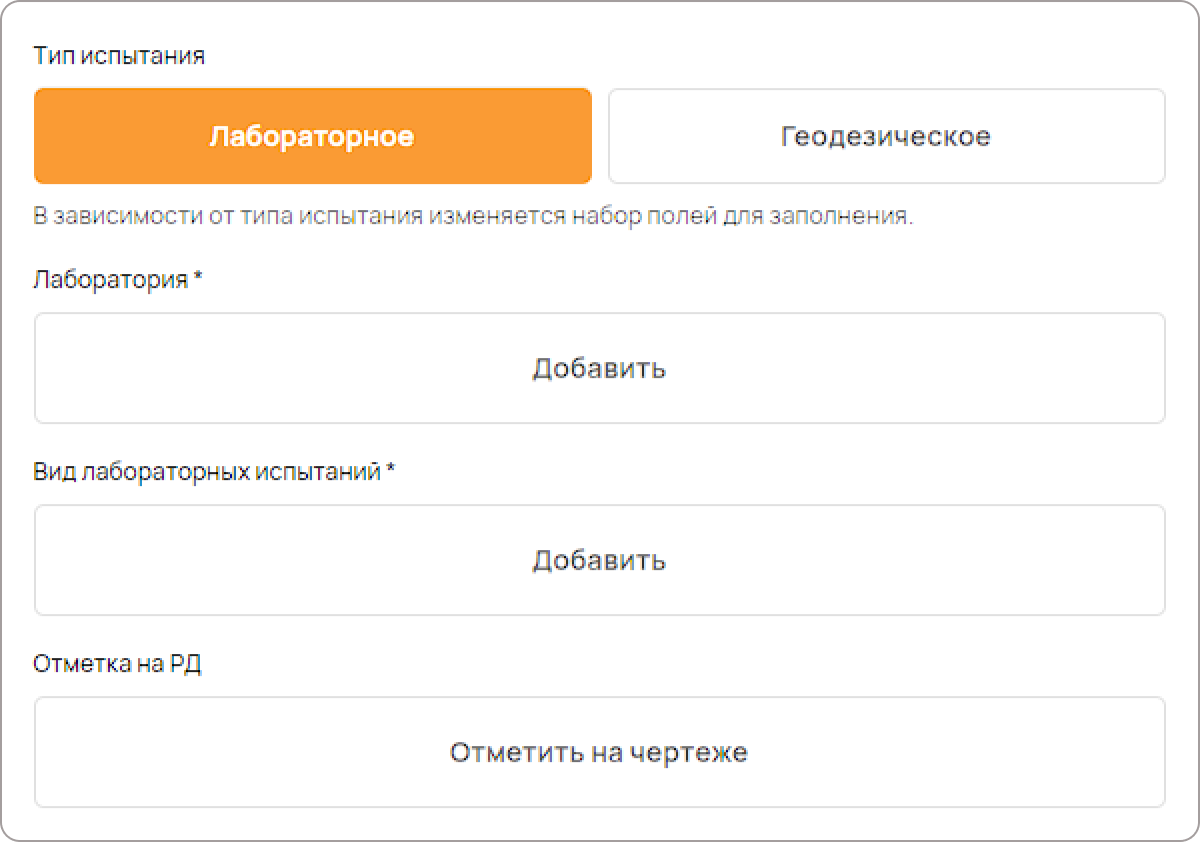 Тип испытания
Лабораторное
Геодезическое
В зависимости от типа испытания изменяется набор полей для заполнения.
Лаборатория *
Добавить
Вид лабораторных испытаний *
Добавить
Отметка на РД
Отметить на чертеже